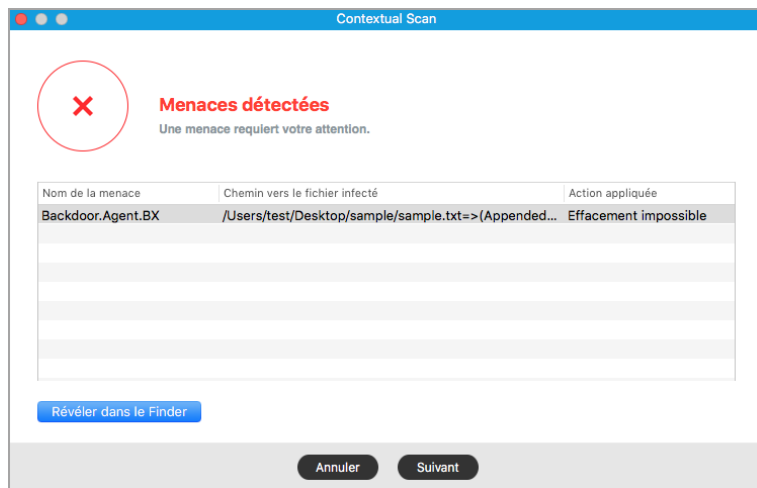 Contextual Scan
Menaces détectées
Une menace requiert votre attention.
Nom de la menace Chemin vers le fichier infecté Action appliquée
Backdoor.Agent.BX /Users/test/Desktop/sample/sample.txt=>(Appended... Effacement impossible
Révéler dans le Finder
Annuler Suivant